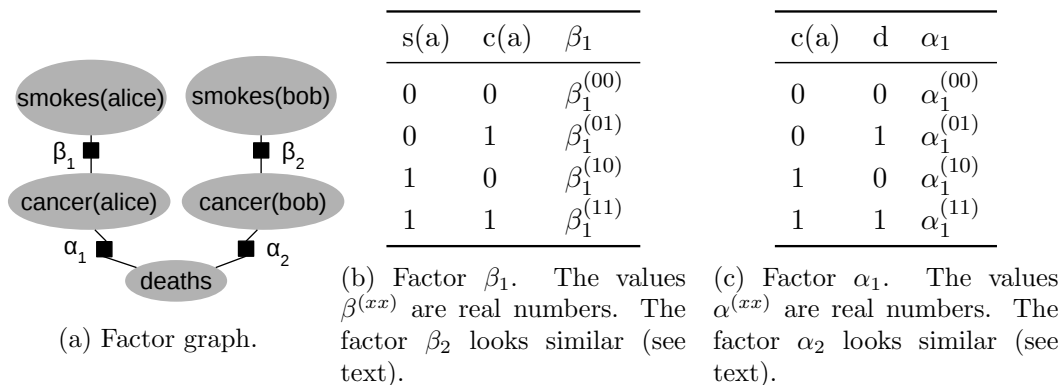 smokes(alice) smokes(bob)
β₁ β₂
cancer(alice) cancer(bob)
α₁ α₂
deaths
(a) Factor graph.
s(a) c(a) β₁
0 0 β₁⁽⁰⁰⁾
0 1 β₁⁽⁰¹⁾
1 0 β₁⁽¹⁰⁾
1 1 β₁⁽¹¹⁾
(b) Factor β₁. The values
β⁽ˣˣ⁾ are real numbers. The
factor β₂ looks similar (see
text).
c(a) d α₁
0 0 α₁⁽⁰⁰⁾
0 1 α₁⁽⁰¹⁾
1 0 α₁⁽¹⁰⁾
1 1 α₁⁽¹¹⁾
(c) Factor α₁. The values
α⁽ˣˣ⁾ are real numbers. The
factor α₂ looks similar (see
text).